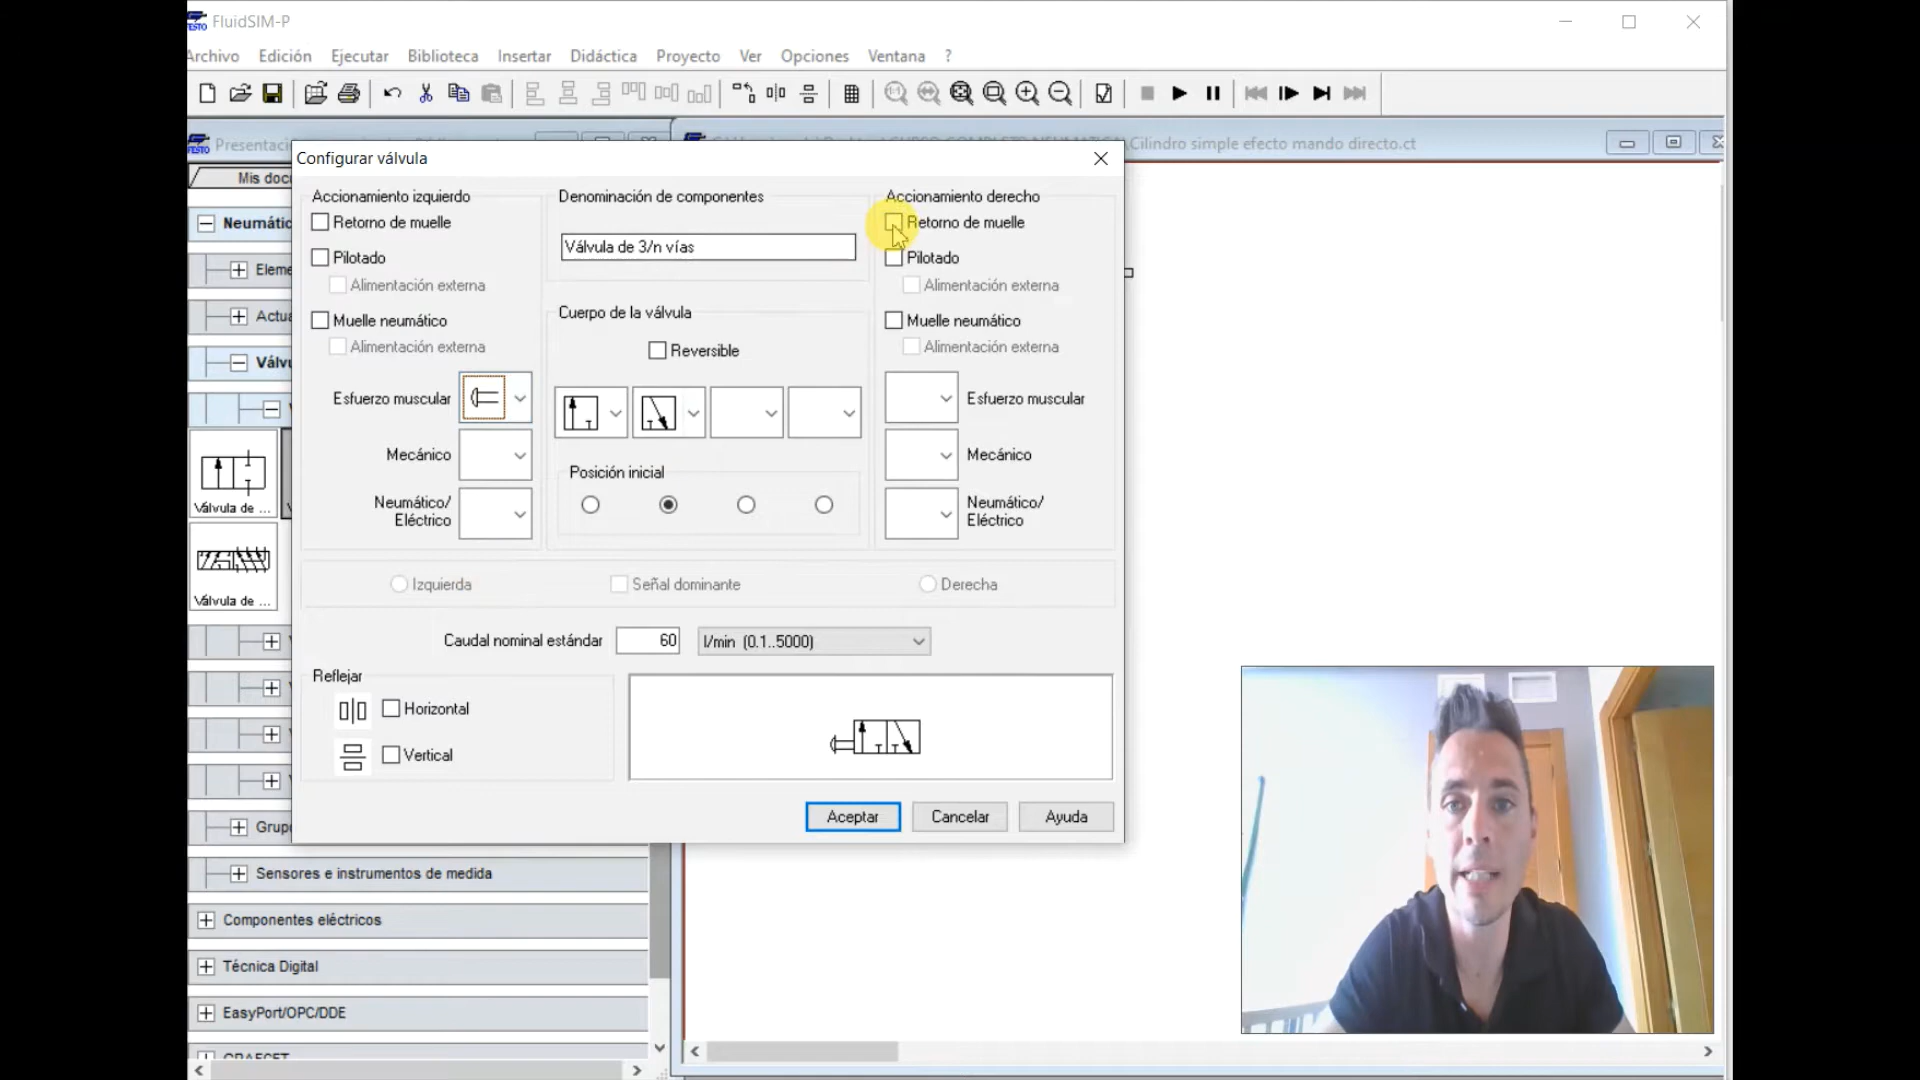 FluidSIM-P
Archivo Edición Ejecutar Biblioteca Insertar Didáctica Proyecto Ver Opciones Ventana ?
FESTO Presentaci
Cilindro simple efecto mando directo.ct
Configurar válvula
Mis doc
Neumátic
Eleme
Actua
Válvu
Válvula de ...
Válvula de ...
Grupo
Sensores e instrumentos de medida
Componentes eléctricos
Técnica Digital
EasyPort/OPC/DDE
GRAFCET
Accionamiento izquierdo
Retorno de muelle
Pilotado
Alimentación externa
Muelle neumático
Alimentación externa
Esfuerzo muscular
Mecánico
Neumático/
Eléctrico
Denominación de componentes
Válvula de 3/n vías
Cuerpo de la válvula
Reversible
Posición inicial
Accionamiento derecho
Retorno de muelle
Pilotado
Alimentación externa
Muelle neumático
Alimentación externa
Esfuerzo muscular
Mecánico
Neumático/
Eléctrico
Izquierda Señal dominante Derecha
Caudal nominal estándar 60 l/min (0.1..5000)
Reflejar
Horizontal
Vertical
Aceptar Cancelar Ayuda